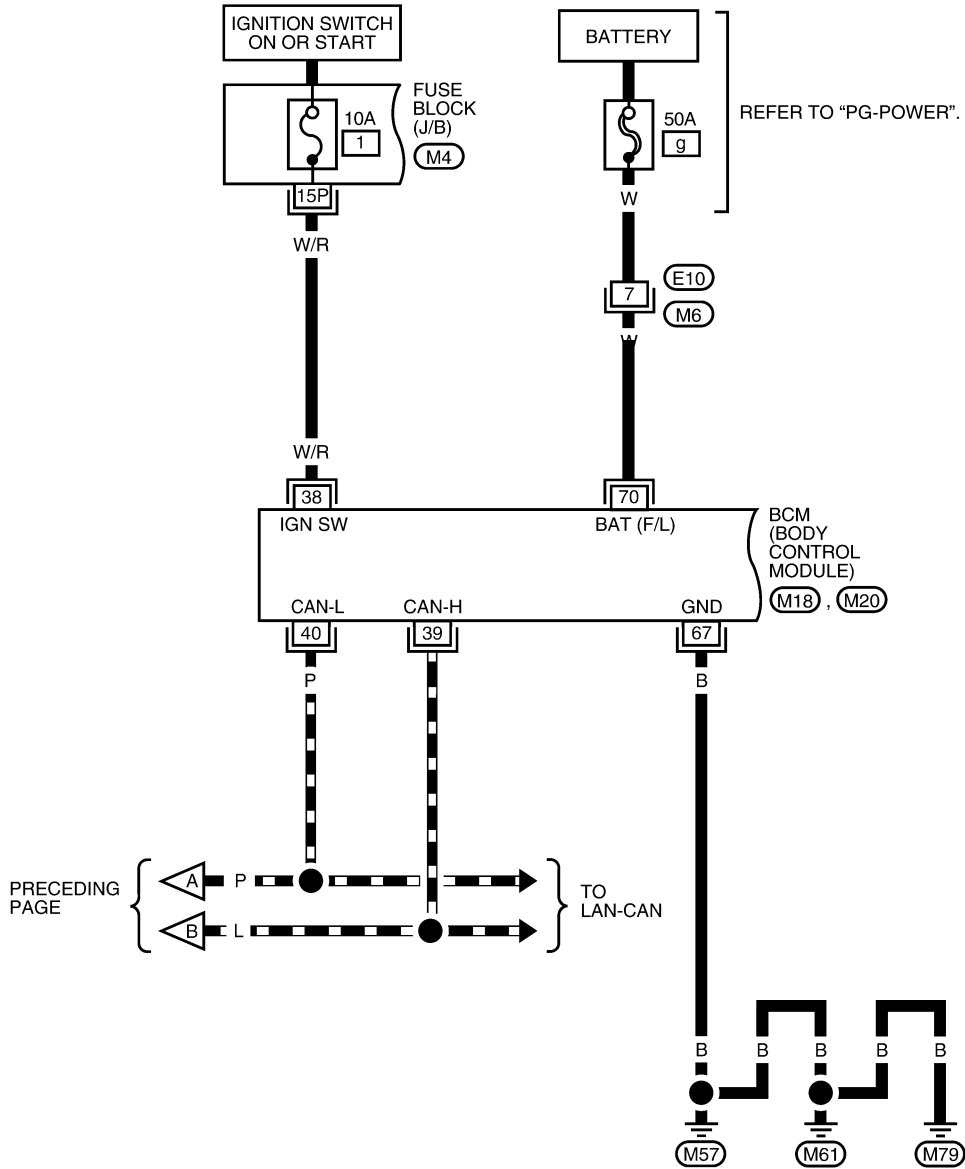 IGNITION SWITCH
ON OR START
BATTERY
FUSE
BLOCK
(J/B)
M4
10A
1
50A
g
REFER TO “PG-POWER”.
15P
W
W/R
7
E10
M6
W
W/R
38
70
IGN SW
BAT (F/L)
BCM
(BODY
CONTROL
MODULE)
M18 , M20
CAN-L
CAN-H
GND
40
39
67
P
B
PRECEDING
PAGE
A
P
B
L
TO
LAN-CAN
B
B
B
B
B
M57
M61
M79